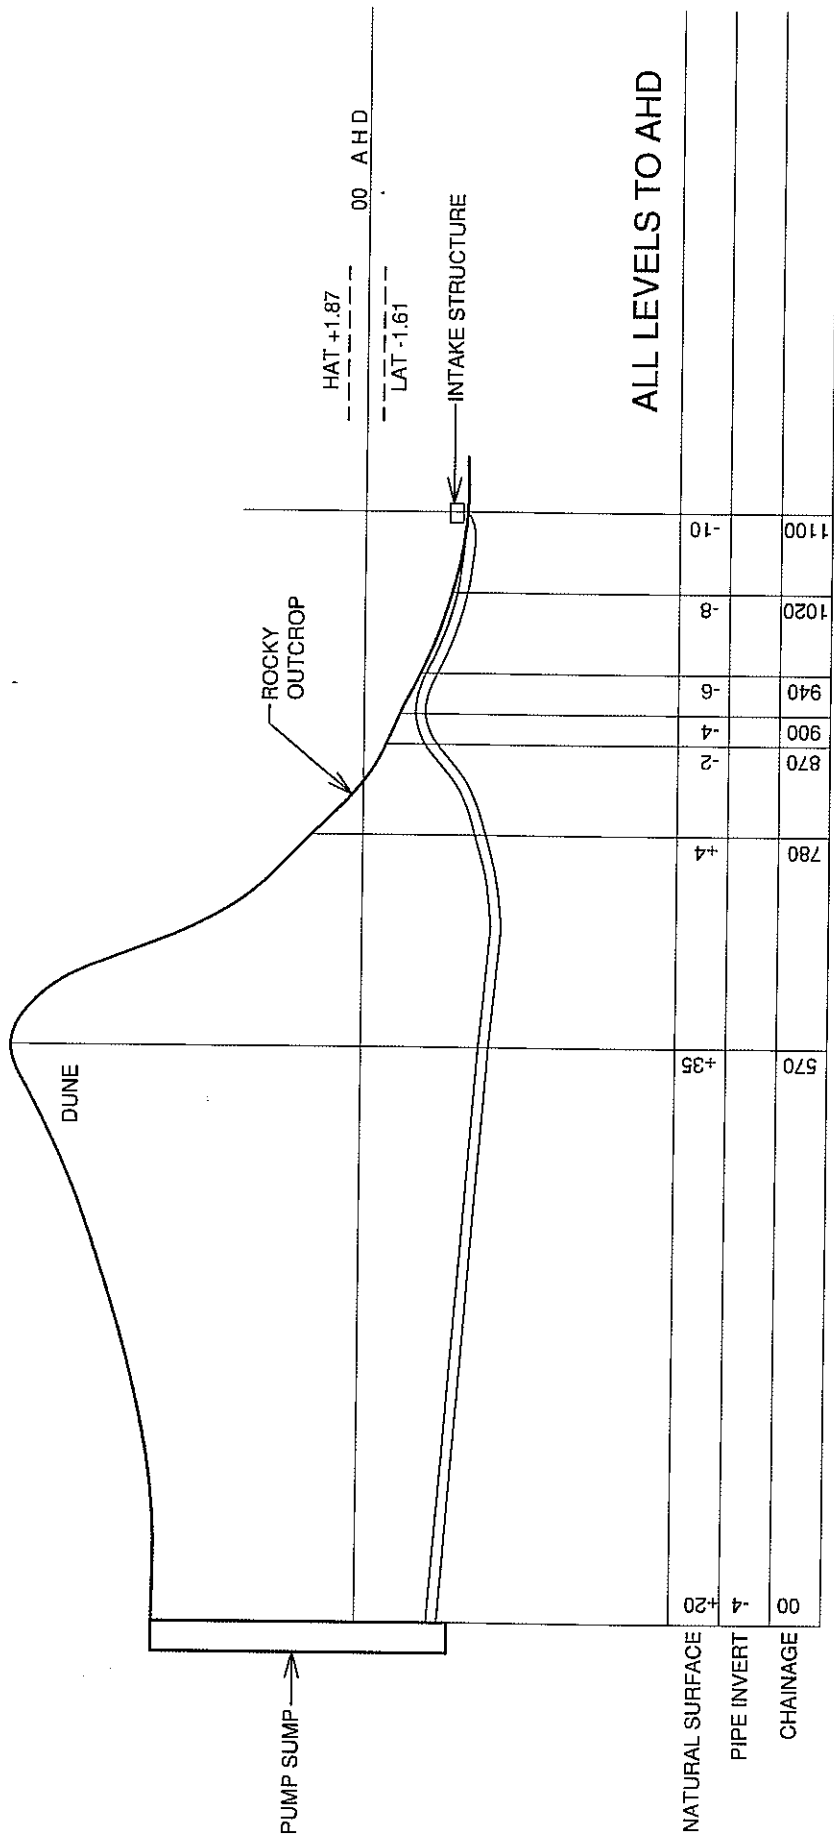 DUNE
ROCKY
OUTCROP
HAT +1.87
00 AHD
LAT -1.61
PUMP SUMP
INTAKE STRUCTURE
ALL LEVELS TO AHD
NATURAL SURFACE +20 +35 +4 -2 -4 -6 -8 -10
PIPE INVERT -4
CHAINAGE 00 570 780 870 900 940 1020 1100